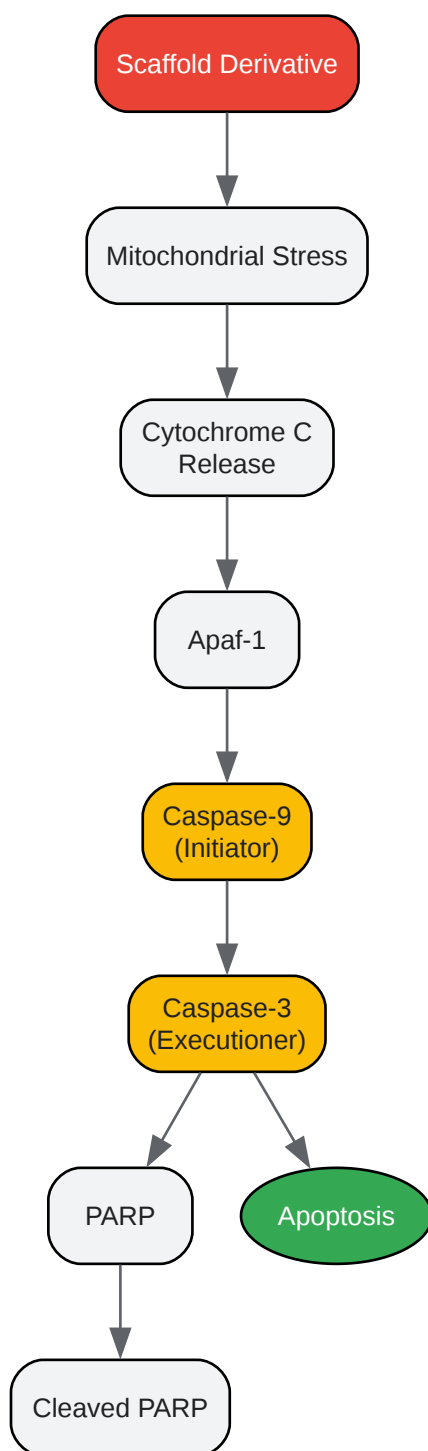 Scaffold Derivative
Mitochondrial Stress
Cytochrome C
Release
Apaf-1
Caspase-9
(Initiator)
Caspase-3
(Executioner)
PARP
Apoptosis
Cleaved PARP